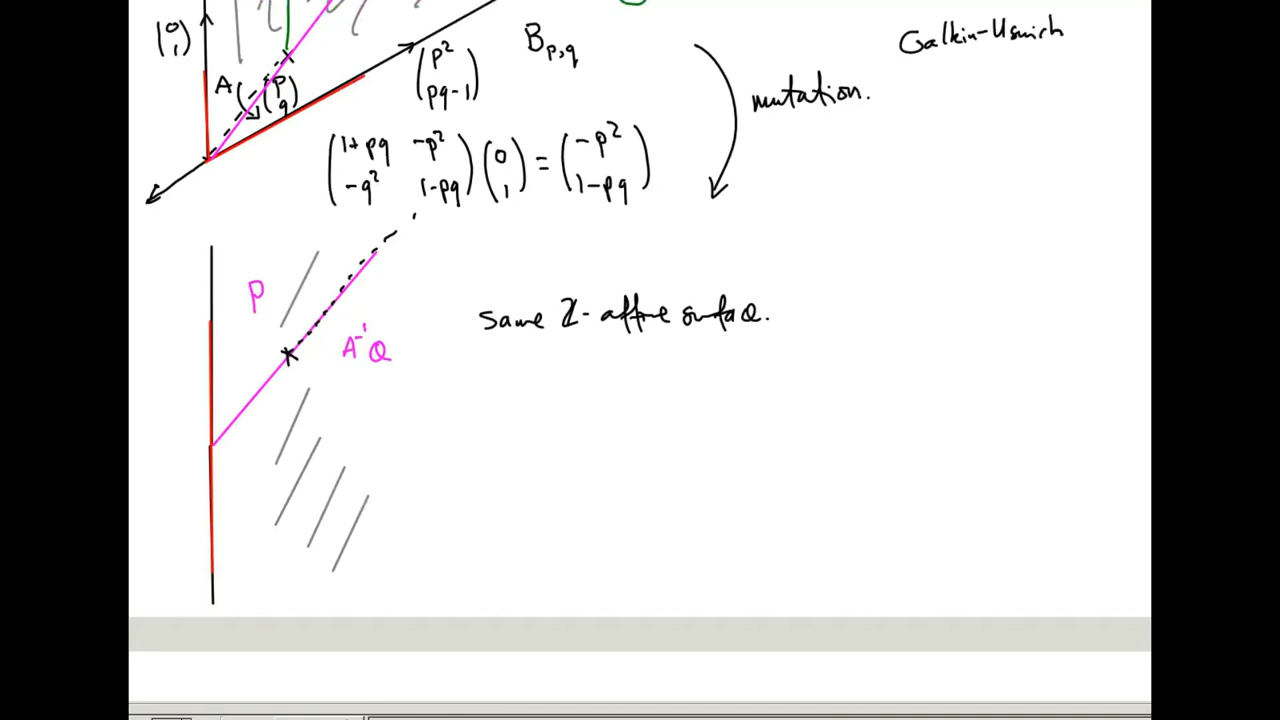 Galkin-Usnich
(0 1)
B_{p,q}
(p² pq-1)
A
(p q)
mutation.
(1+pq -p² -q² 1-pq)(0 1) = (-p² 1-pq)
P
same ℤ-affine surface.
A⁻¹Q